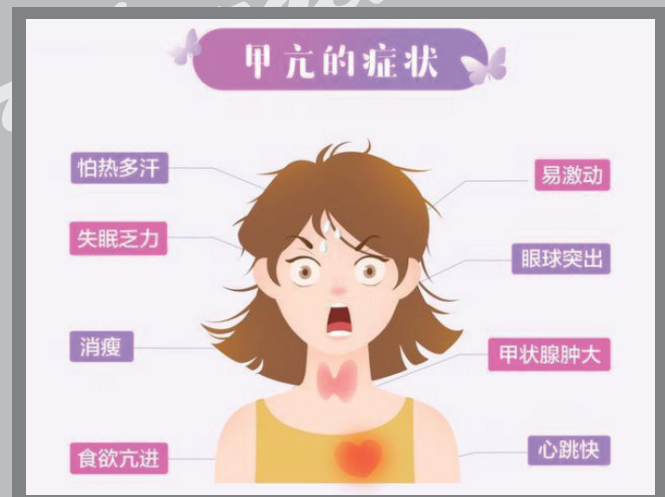 甲亢的症状
怕热多汗
易激动
失眠乏力
眼球突出
消瘦
甲状腺肿大
食欲亢进
心跳快